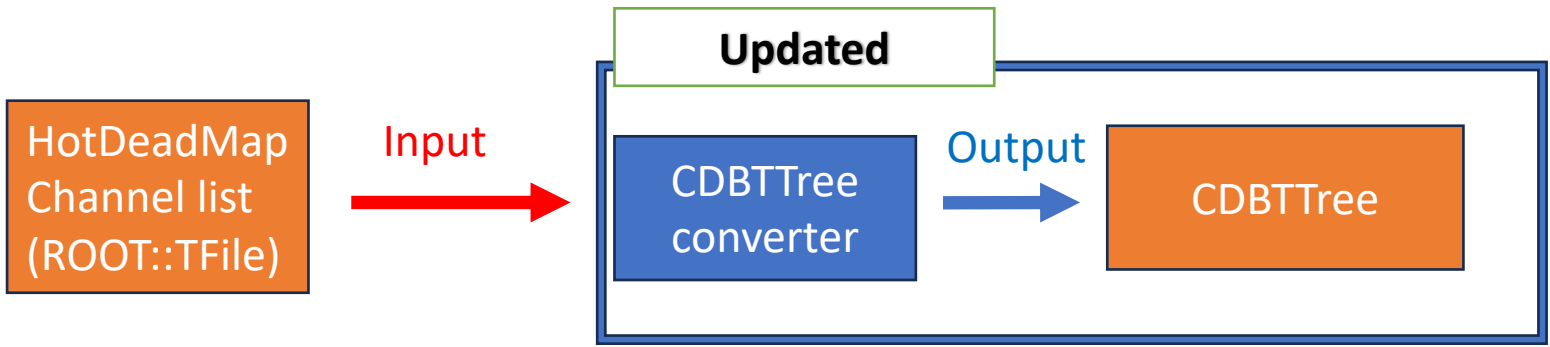 Updated
HotDeadMap
Channel list
(ROOT::TFile)
Input
CDBTTree
converter
Output
CDBTTree